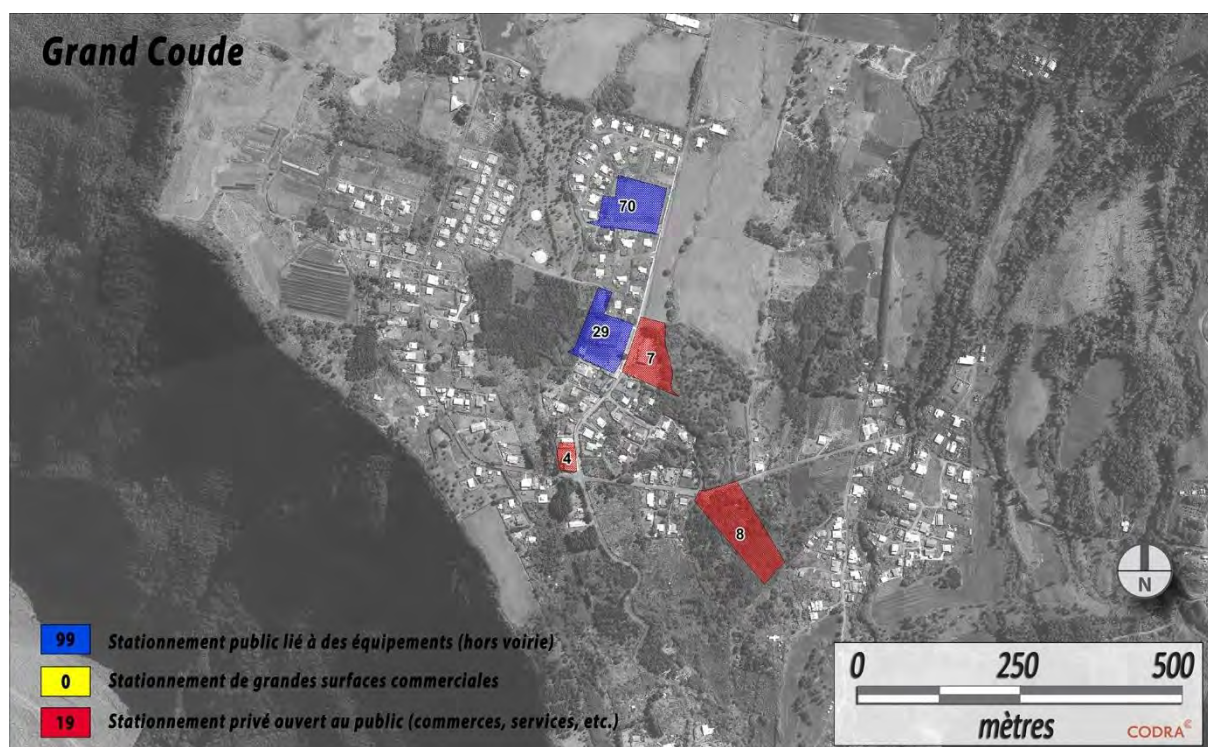 Grand Coude
70
29
7
4
8
N
99 Stationnement public lié à des équipements (hors voirie)
0 Stationnement de grandes surfaces commerciales
19 Stationnement privé ouvert au public (commerces, services, etc.)
0 250 500
mètres
CODRA©